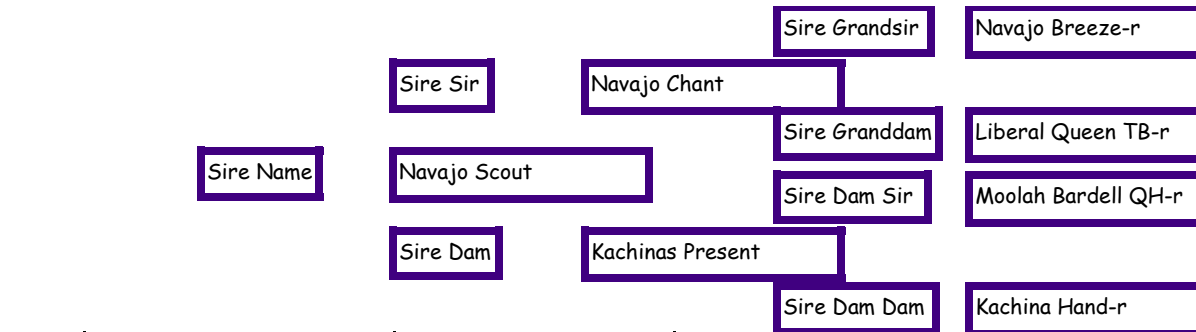 Sire Grandsir Navajo Breeze-r
Sire Sir Navajo Chant
Sire Granddam Liberal Queen TB-r
Sire Name Navajo Scout
Sire Dam Sir Moolah Bardell QH-r
Sire Dam Kachinas Present
Sire Dam Dam Kachina Hand-r